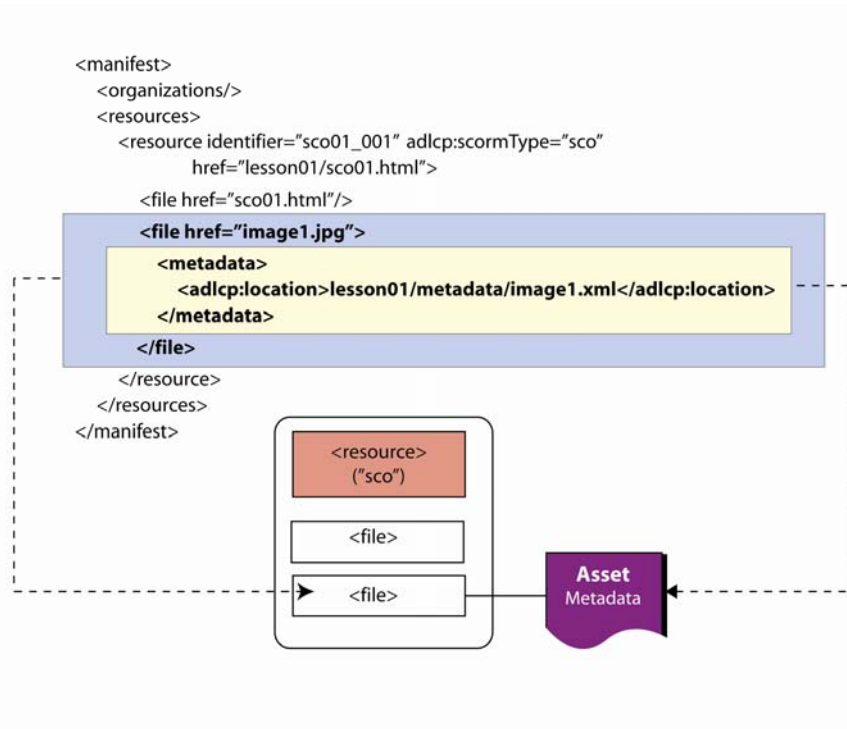 <manifest>
<organizations/>
<resources>
<resource identifier="sco01_001" adlcp:scormType="sco"
href="lesson01/sco01.html">
<file href="sco01.html"/>
<file href="image1.jpg">
<metadata>
<adlcp:location>lesson01/metadata/image1.xml</adlcp:location>
</metadata>
</file>
</resource>
</resources>
</manifest>
<resource>
("sco")
<file>
<file>
Asset
Metadata